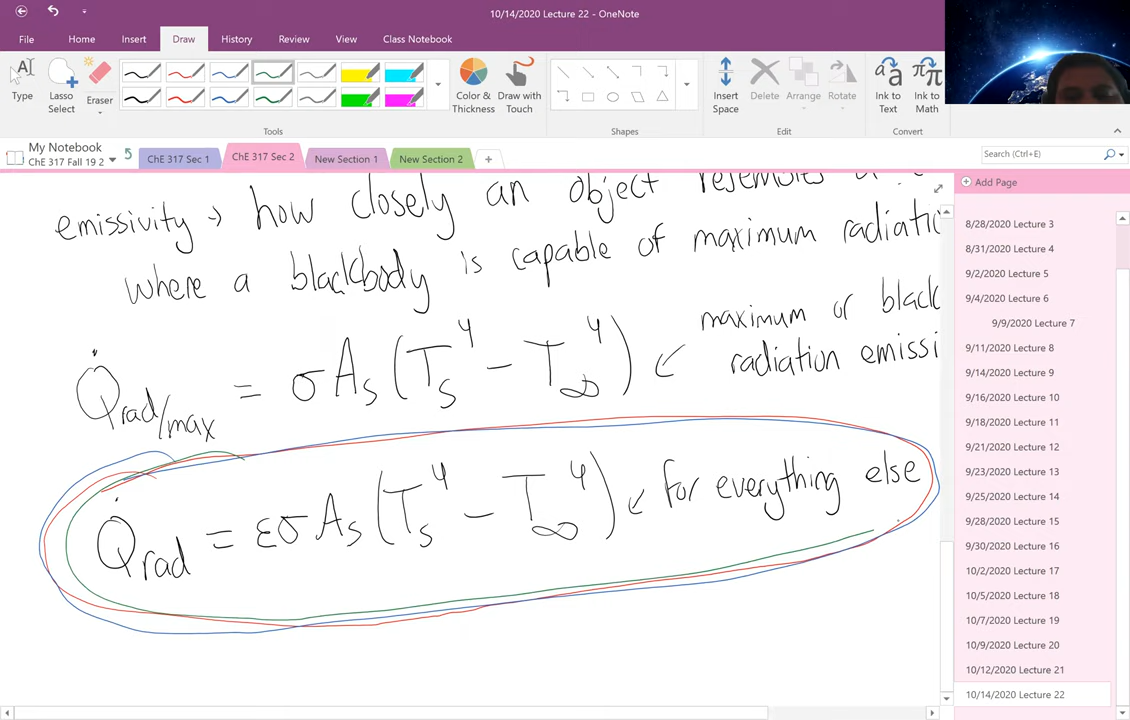 10/14/2020 Lecture 22 - OneNote
File Home Insert Draw History Review View Class Notebook
Type
Lasso Select
Eraser
Color & Thickness
Draw with Touch
Insert Space
Delete
Arrange
Rotate
Ink to Text
Ink to Math
Tools
Shapes
Edit
Convert
My Notebook
ChE 317 Fall 19 2
ChE 317 Sec 1
ChE 317 Sec 2
New Section 1
New Section 2
+
Search (Ctrl+E)
emissivity → how closely an object resembles a
where a blackbody is capable of maximum radiatio
maximum or black
Q̇rad/max = σAs(Ts⁴ - T∞⁴) ← radiation emissi
Q̇rad = εσAs(Ts⁴ - T∞⁴) ← for everything else
Add Page
8/28/2020 Lecture 3
8/31/2020 Lecture 4
9/2/2020 Lecture 5
9/4/2020 Lecture 6
9/9/2020 Lecture 7
9/11/2020 Lecture 8
9/14/2020 Lecture 9
9/16/2020 Lecture 10
9/18/2020 Lecture 11
9/21/2020 Lecture 12
9/23/2020 Lecture 13
9/25/2020 Lecture 14
9/28/2020 Lecture 15
9/30/2020 Lecture 16
10/2/2020 Lecture 17
10/5/2020 Lecture 18
10/7/2020 Lecture 19
10/9/2020 Lecture 20
10/12/2020 Lecture 21
10/14/2020 Lecture 22